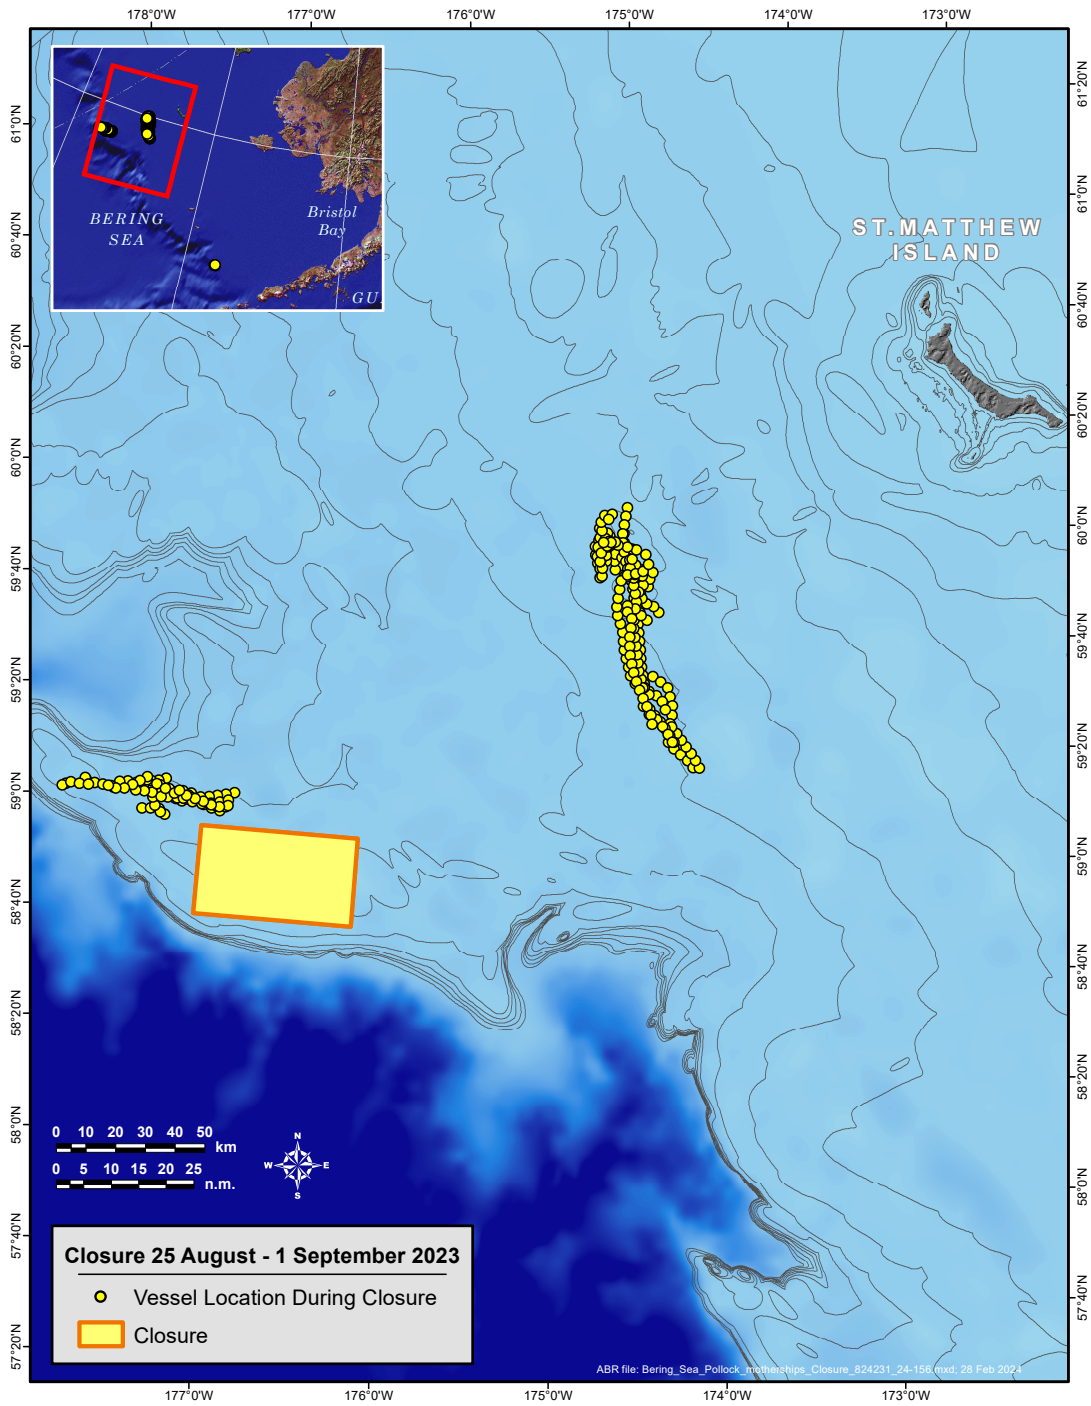 178°0'W 177°0'W 176°0'W 175°0'W 174°0'W 173°0'W
61°0'N
60°40'N
60°20'N
60°0'N
59°40'N
59°20'N
59°0'N
58°40'N
58°20'N
58°0'N
57°40'N
57°20'N
61°20'N
61°0'N
60°40'N
60°20'N
60°0'N
59°40'N
59°20'N
59°0'N
58°40'N
58°20'N
58°0'N
57°40'N
BERING
SEA
Bristol
Bay
GU
ST. MATTHEW
ISLAND
0 10 20 30 40 50
km
0 5 10 15 20 25
n.m.
N
W E
S
Closure 25 August - 1 September 2023
Vessel Location During Closure
Closure
ABR file: Bering_Sea_Pollock_motherships_Closure_824231_24-156.mxd; 28 Feb 2024
177°0'W 176°0'W 175°0'W 174°0'W 173°0'W